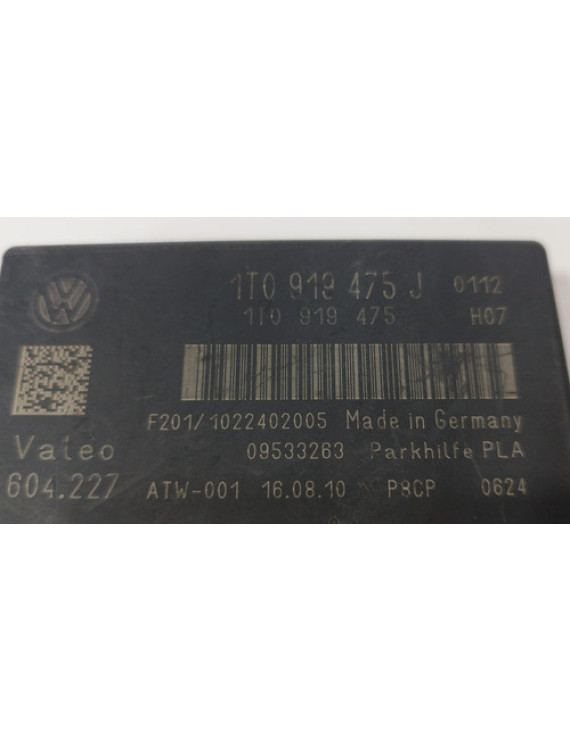 1T0 919 475 J 0112
1T0 919 475 H07
F201/1022402005 Made in Germany
Valeo 09533263 Parkhilfe PLA
604.227 ATW-001 16.08.10 P8CP 0624